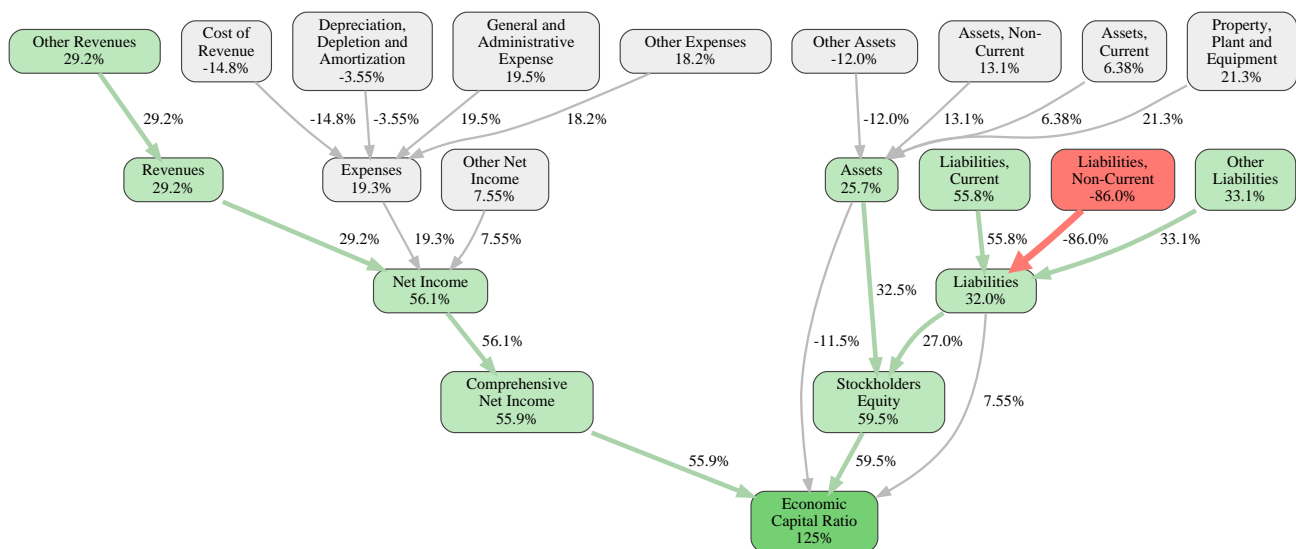 Other Revenues
29.2%
Cost of
Revenue
-14.8%
Depreciation,
Depletion and
Amortization
-3.55%
General and
Administrative
Expense
19.5%
Other Expenses
18.2%
Other Assets
-12.0%
Assets, Non-
Current
13.1%
Assets,
Current
6.38%
Property,
Plant and
Equipment
21.3%
29.2%
-14.8%
-3.55%
19.5%
18.2%
-12.0%
13.1%
6.38%
21.3%
Revenues
29.2%
Expenses
19.3%
Other Net
Income
7.55%
Assets
25.7%
Liabilities,
Current
55.8%
Liabilities,
Non-Current
-86.0%
Other
Liabilities
33.1%
29.2%
19.3%
7.55%
55.8%
-86.0%
33.1%
Net Income
56.1%
32.5%
Liabilities
32.0%
56.1%
-11.5%
27.0%
Comprehensive
Net Income
55.9%
Stockholders
Equity
59.5%
7.55%
55.9%
59.5%
Economic
Capital Ratio
125%